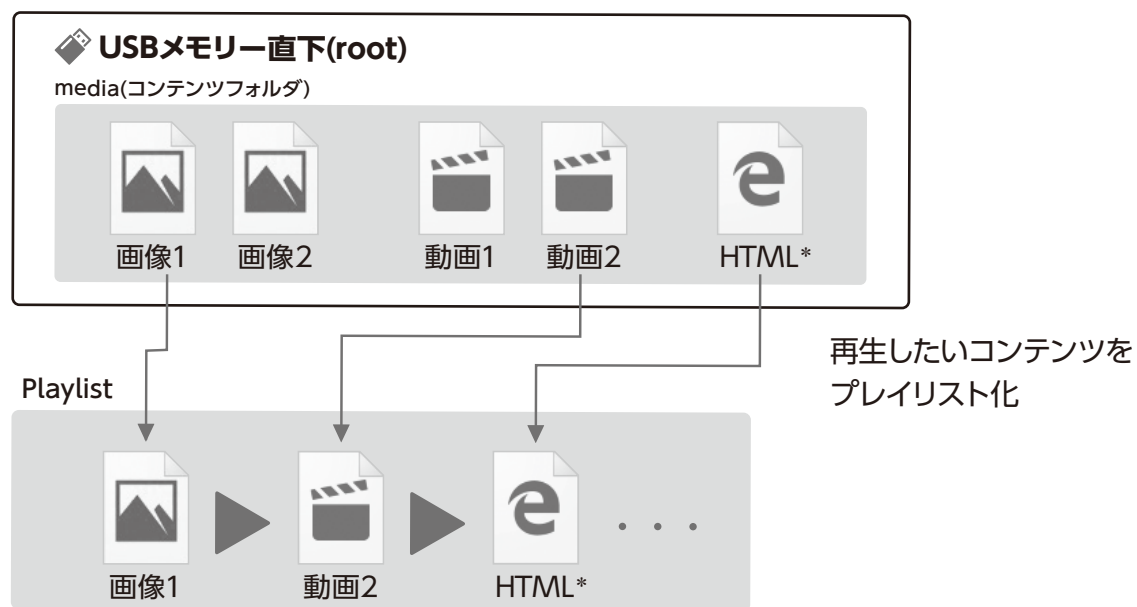 USBメモリー直下(root)
media(コンテンツフォルダ)
画像1 画像2 動画1 動画2 HTML*
再生したいコンテンツを
プレイリスト化
Playlist
画像1 動画2 HTML*